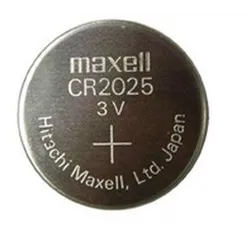 maxell
CR2025
3V
+
Hitachi Maxell, Ltd. Japan